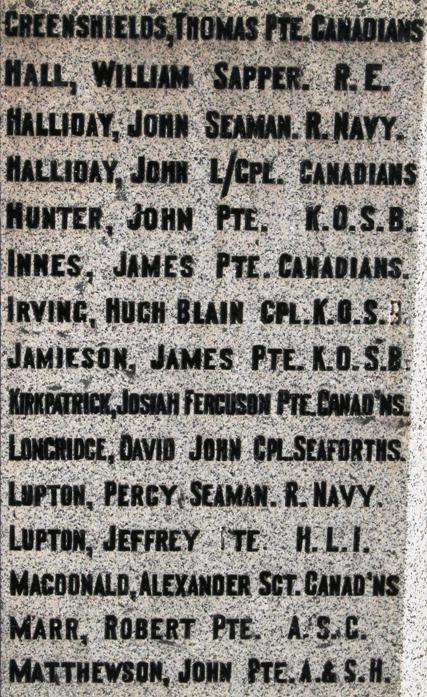 GREENSHIELDS, THOMAS PTE. CANADIANS
HALL, WILLIAM SAPPER. R.E.
HALLIDAY, JOHN SEAMAN. R. NAVY.
HALLIDAY, JOHN L/CPL. CANADIANS
HUNTER, JOHN PTE. K.O.S.B.
INNES, JAMES PTE. CANADIANS.
IRVING, HUGH BLAIN CPL. K.O.S.B.
JAMIESON, JAMES PTE. K.O.S.B.
KIRKPATRICK, JOSIAH FERGUSON PTE. CANAD'NS.
LONGRIDGE, DAVID JOHN CPL. SEAFORTHS.
LUPTON, PERCY SEAMAN. R. NAVY.
LUPTON, JEFFREY PTE. H.L.I.
MACDONALD, ALEXANDER SGT. CANAD'NS
MARR, ROBERT PTE. A.S.C.
MATTHEWSON, JOHN PTE. A. & S.H.